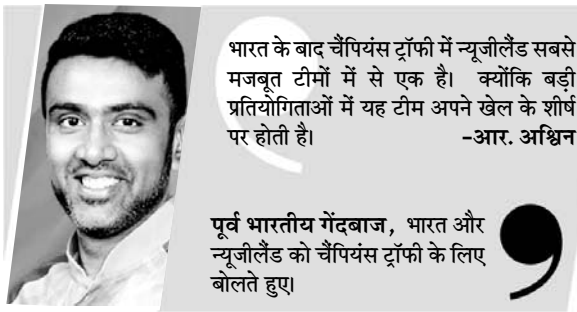 भारत के बाद चैंपियंस ट्रॉफी में न्यूजीलैंड सबसे
मजबूत टीमों में से एक है। क्योंकि बड़ी
प्रतियोगिताओं में यह टीम अपने खेल के शीर्ष
पर होती है। -आर. अश्विन
पूर्व भारतीय गेंदबाज, भारत और
न्यूजीलैंड को चैंपियंस ट्रॉफी के लिए
बोलते हुए।